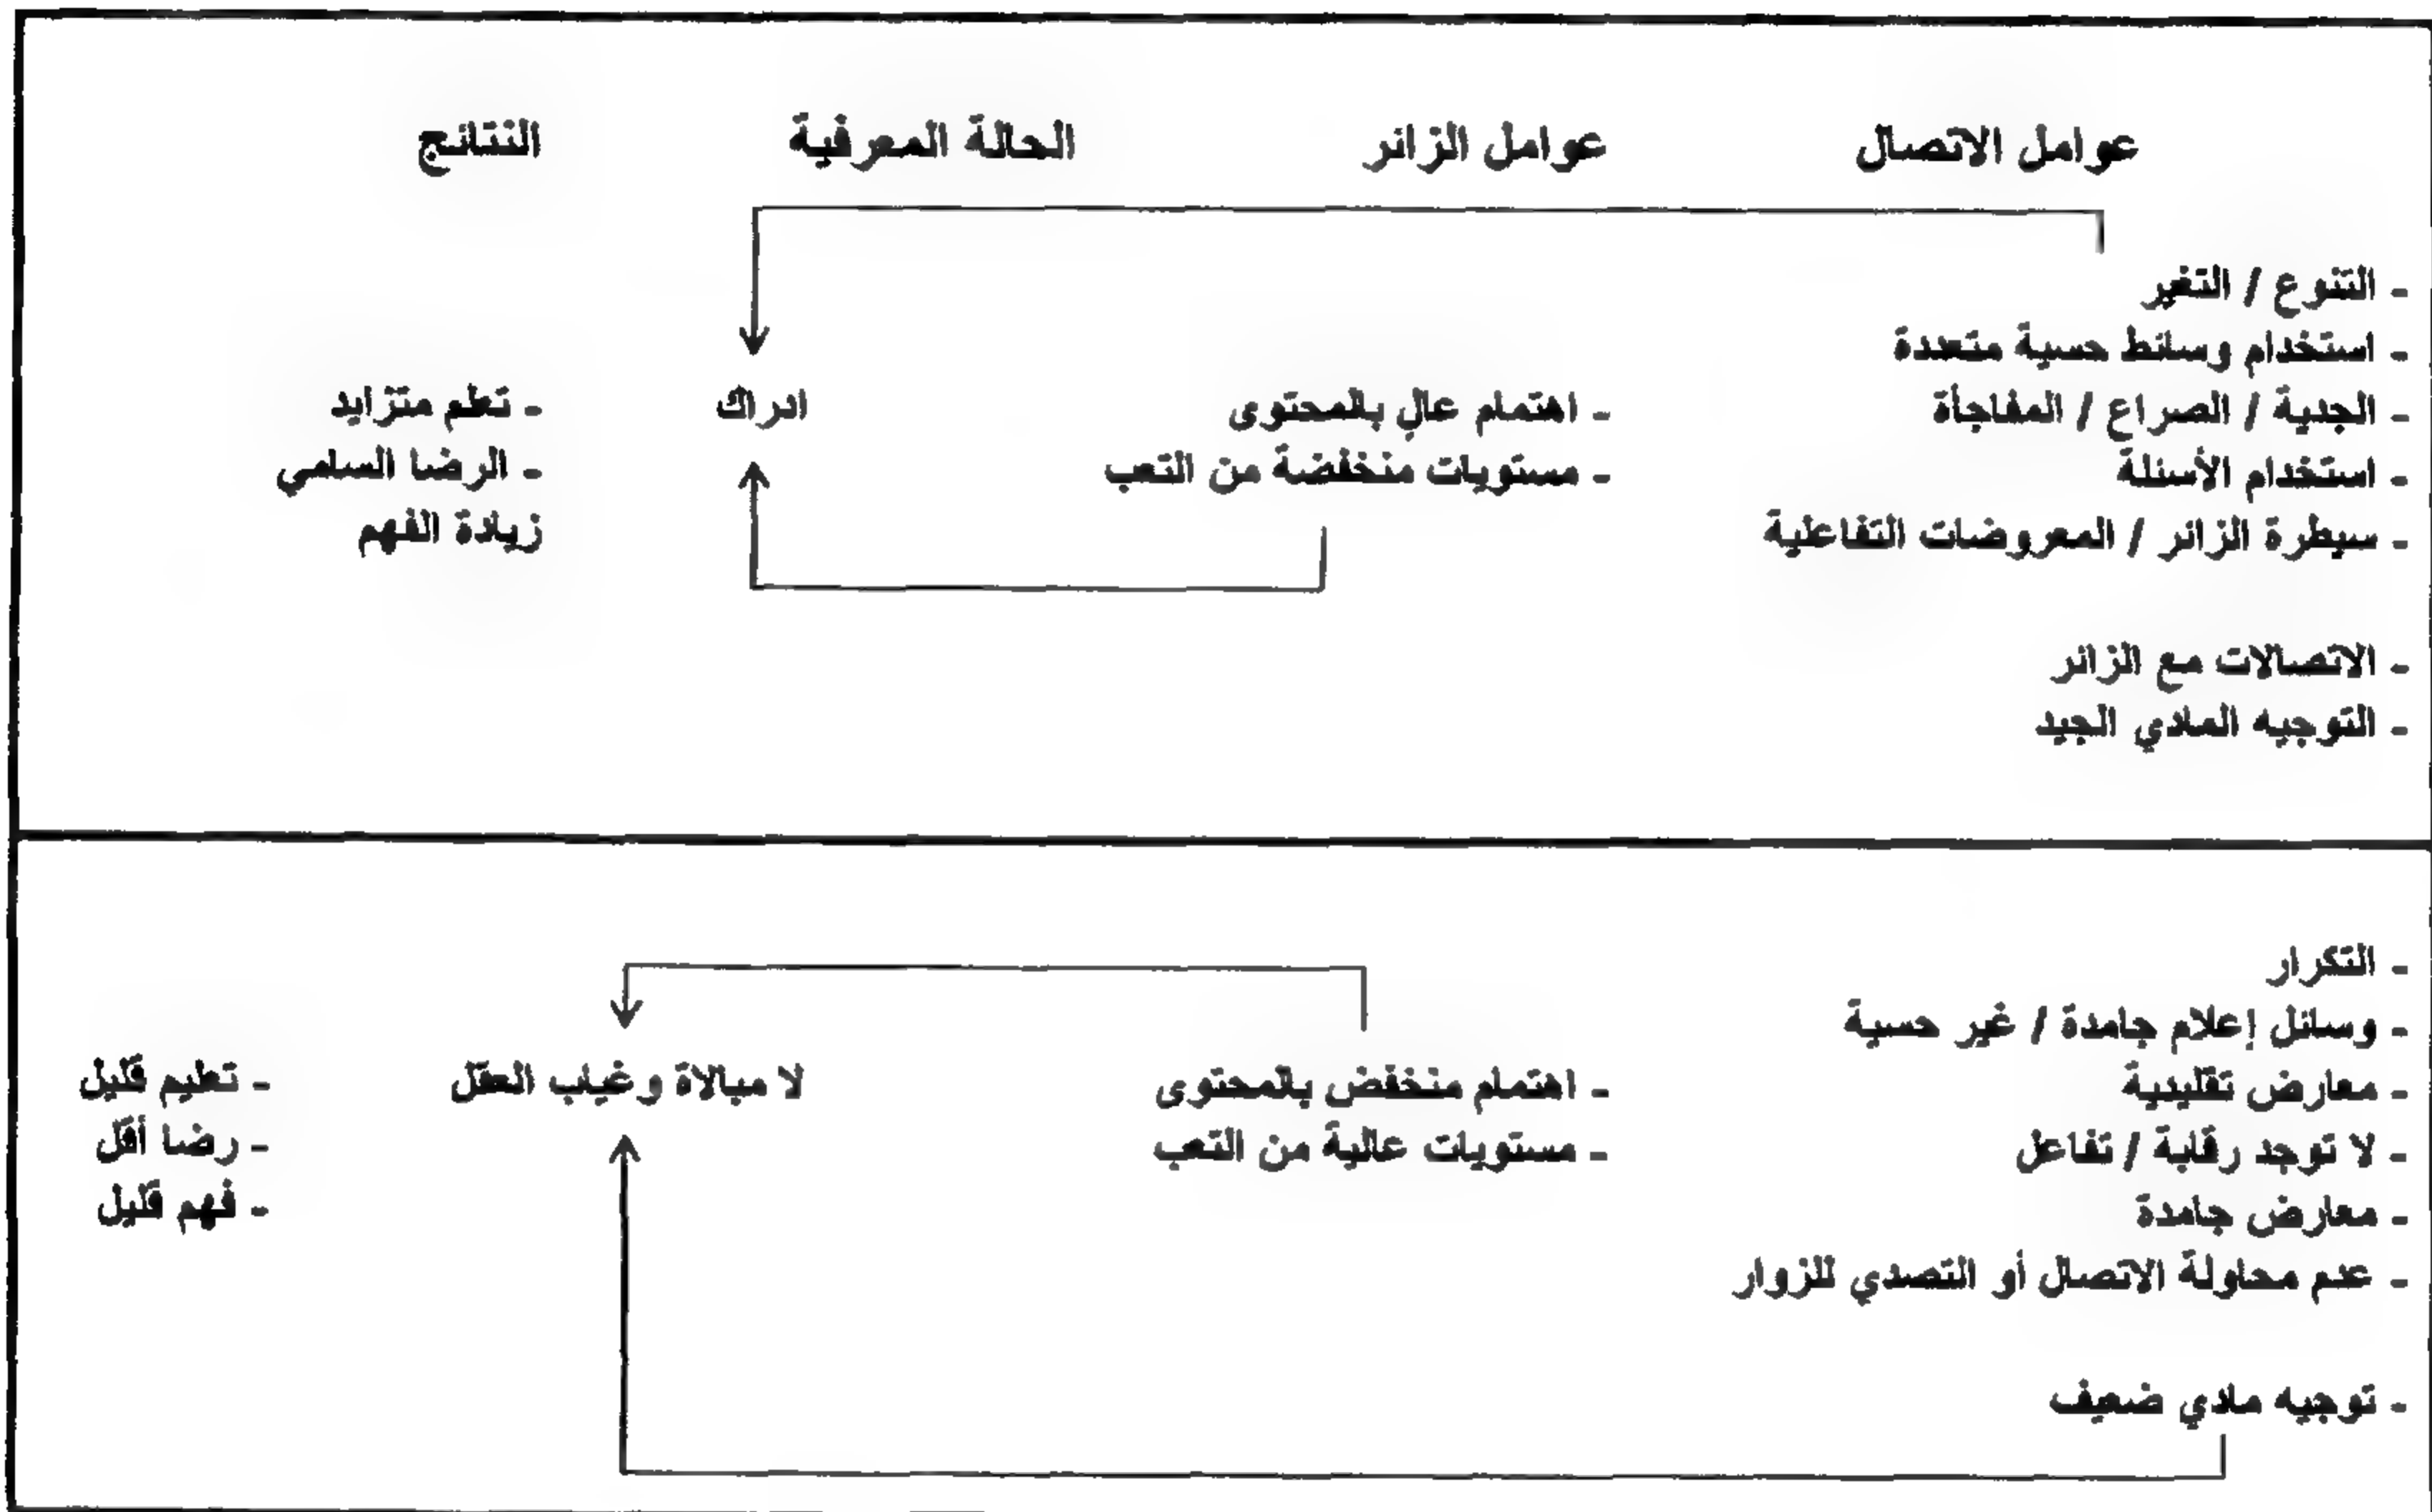 عوامل الاتصال
عوامل الزائر
الحالة المعرفية
النتائج
- التنوع / التغير
- استخدام وسائط حسية متعددة
- الجدية / الصراع / المفاجأة
- استخدام الأسئلة
- سيطرة الزائر / المعروضات التفاعلية
- الاتصالات مع الزائر
- التوجيه المادي الجيد
- اهتمام عالٍ بالمحتوى
- مستويات منخفضة من التعب
ادراك
- تعلم متزايد
- الرضا السامي
زيادة الفهم
- التكرار
- وسائل إعلام جامدة / غير حسية
- معارض تقليدية
- لا توجد رقابة / تفاعل
- معارض جامدة
- عدم محاولة الاتصال أو التصدي للزوار
- توجيه مادي ضعيف
- اهتمام منخفض بالمحتوى
- مستويات عالية من التعب
لا مبالاة وغياب العقل
- تعليم قليل
- رضا أقل
- فهم قليل